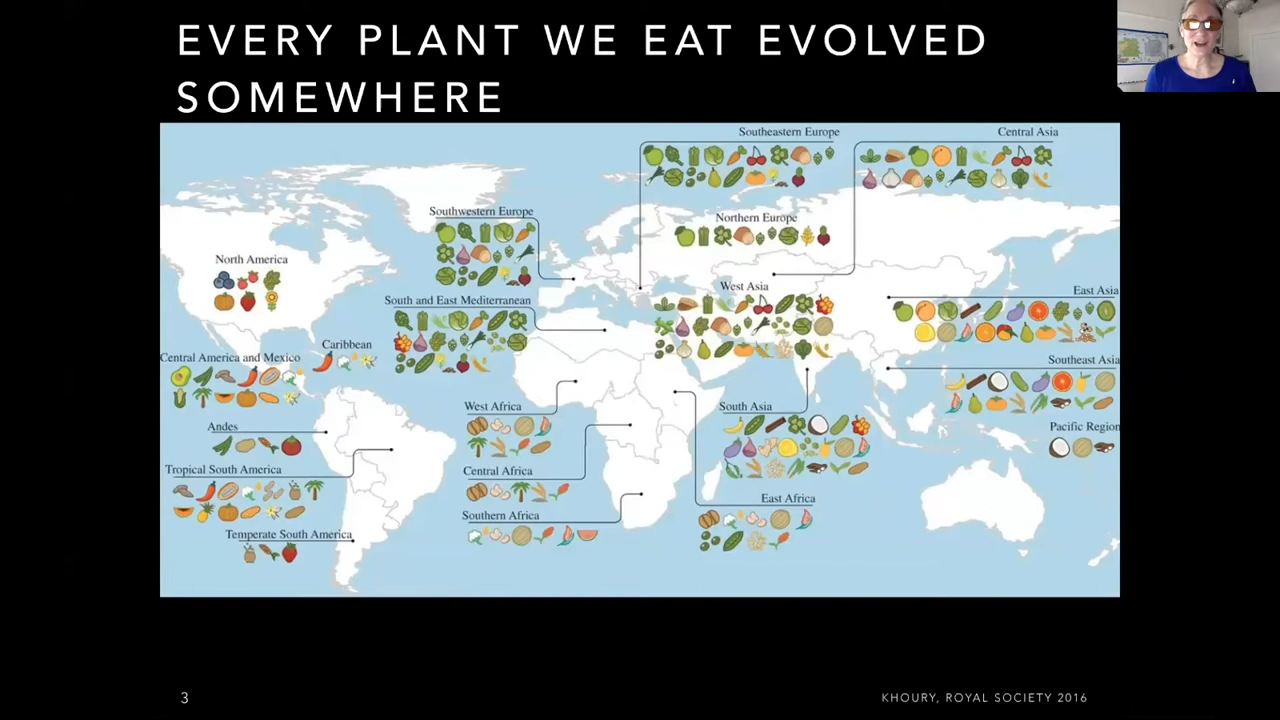 EVERY PLANT WE EAT EVOLVED
SOMEWHERE
Southeastern Europe
Central Asia
Southwestern Europe
Northern Europe
North America
West Asia
East Asia
South and East Mediterranean
Caribbean
Central America and Mexico
Southeast Asia
West Africa
South Asia
Andes
Pacific Region
Tropical South America
Central Africa
East Africa
Southern Africa
Temperate South America
3
KHOURY, ROYAL SOCIETY 2016